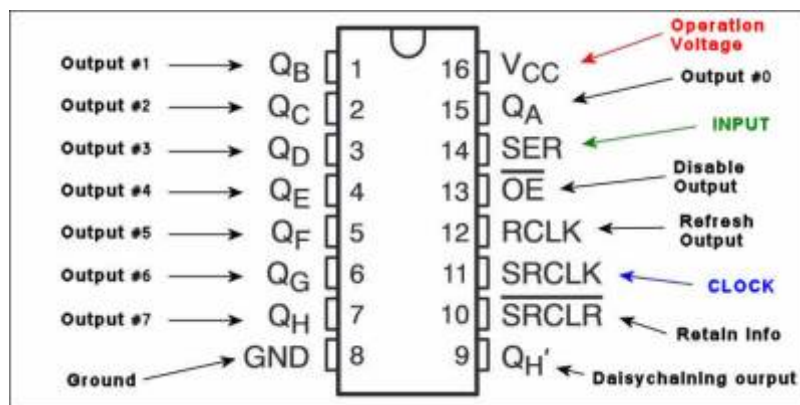 Output #1 QB 1 16 VCC Operation Voltage
Output #2 QC 2 15 QA Output #0
Output #3 QD 3 14 SER INPUT
Output #4 QE 4 13 OE Disable Output
Output #5 QF 5 12 RCLK Refresh Output
Output #6 QG 6 11 SRCLK CLOCK
Output #7 QH 7 10 SRCLR Retain Info
Ground GND 8 9 QH' Daisychaining ourput